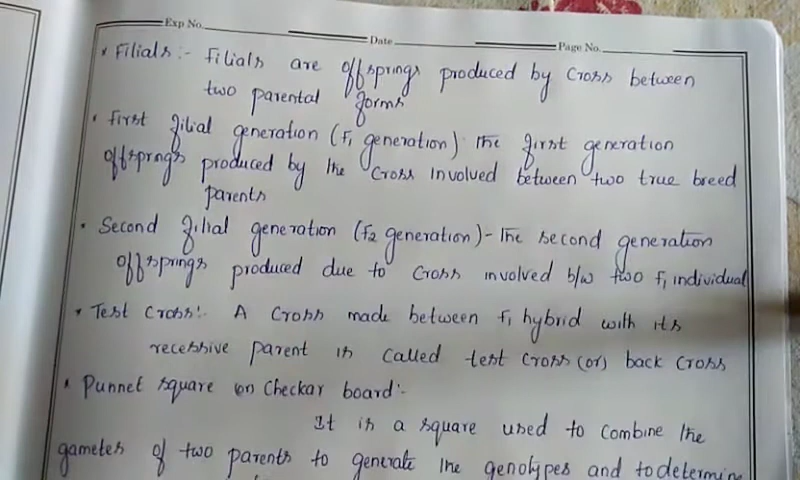 Exp No.
Date
Page No.
* Filials :- Filials are offsprings produced by cross between
two parental forms
• First filial generation (F1 generation) . The first generation
offsprngs produced by the cross involved between two true breed
parents
• Second filial generation (F2 generation) - The second generation
offsprings produced due to cross involved b/w two F1 individual
* Test cross :- A cross made between F1 hybrid with its
recessive parent is called test cross (or) back cross
* Punnet square on checkar board :-
It is a square used to combine the
gametes of two parents to generate the genotypes and to determine